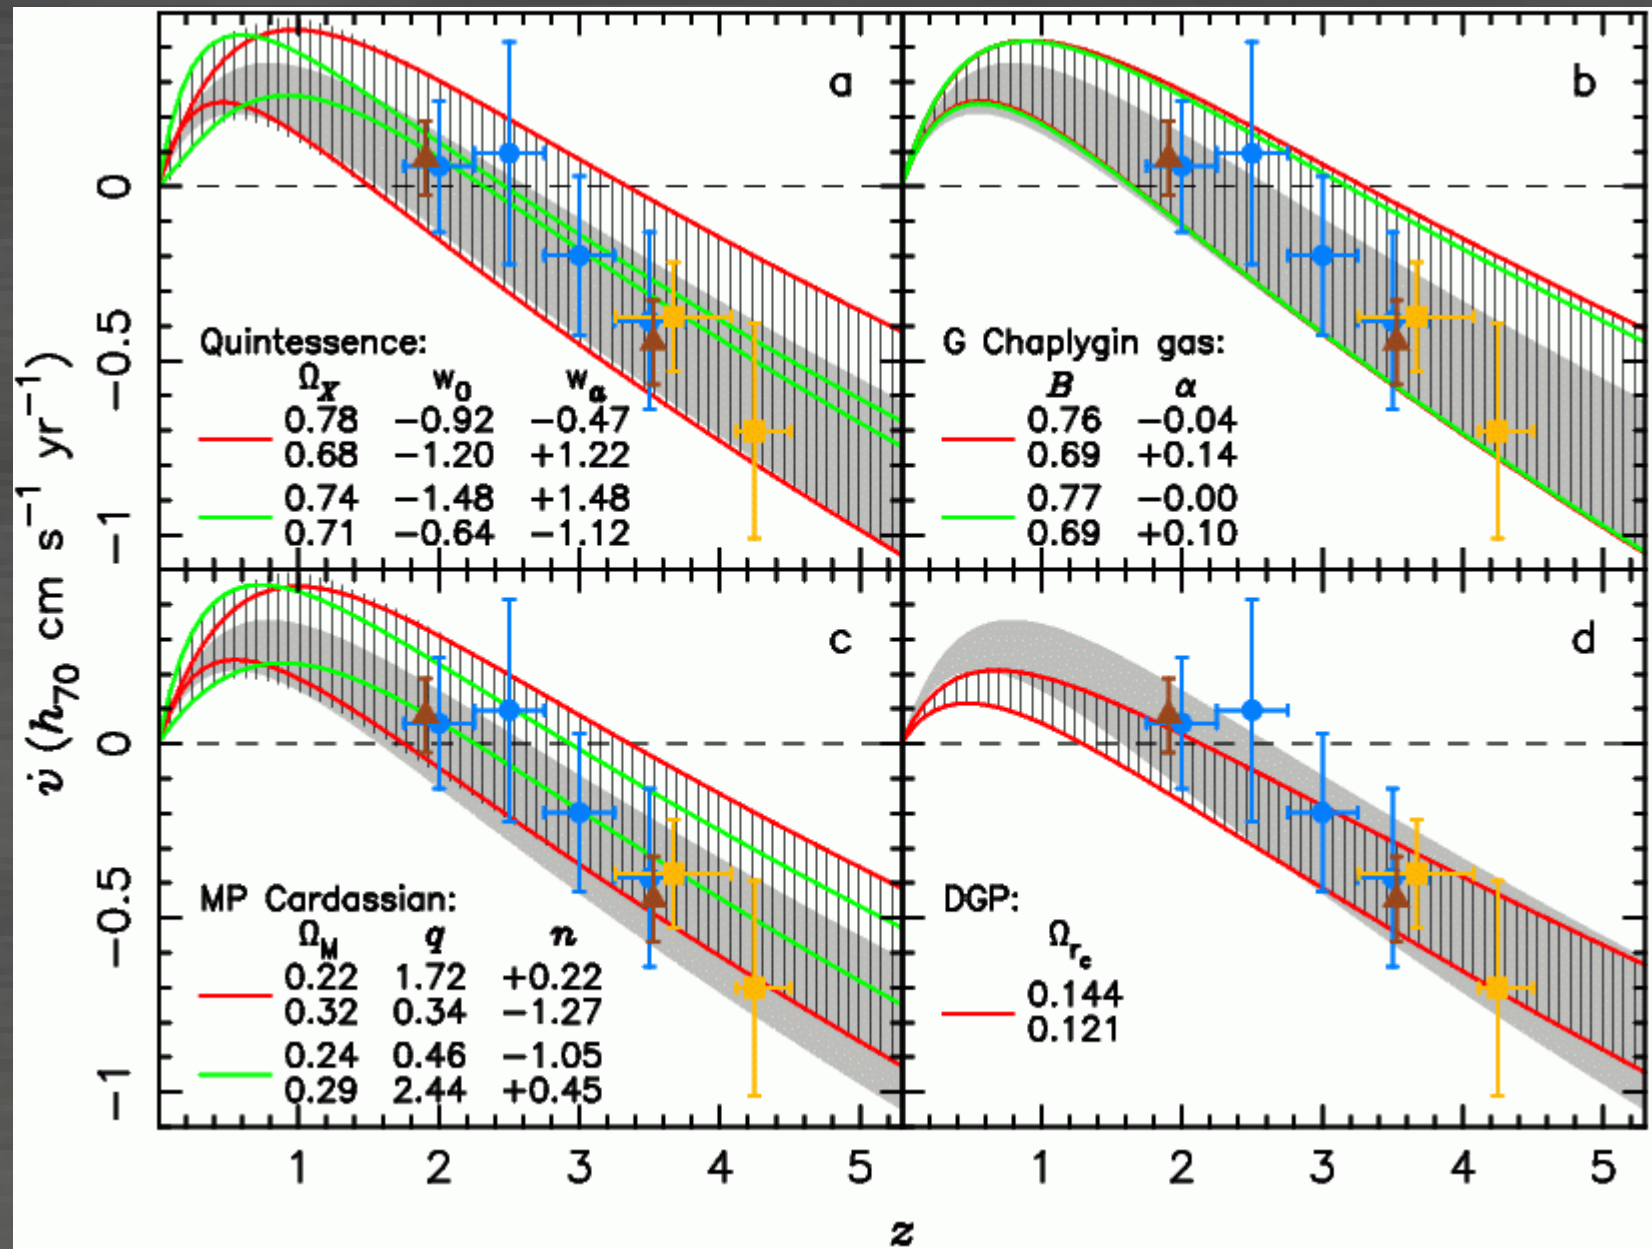 a
b
0
−0.5
−1
Quintessence:
Ω_X w_0 w_a
0.78 −0.92 −0.47
0.68 −1.20 +1.22
0.74 −1.48 +1.48
0.71 −0.64 −1.12
G Chaplygin gas:
B α
0.76 −0.04
0.69 +0.14
0.77 −0.00
0.69 +0.10
v̇ (h_70 cm s^−1 yr^−1)
c
d
0
−0.5
−1
MP Cardassian:
Ω_M q n
0.22 1.72 +0.22
0.32 0.34 −1.27
0.24 0.46 −1.05
0.29 2.44 +0.45
DGP:
Ω_r_c
0.144
0.121
1 2 3 4 5 1 2 3 4 5
z